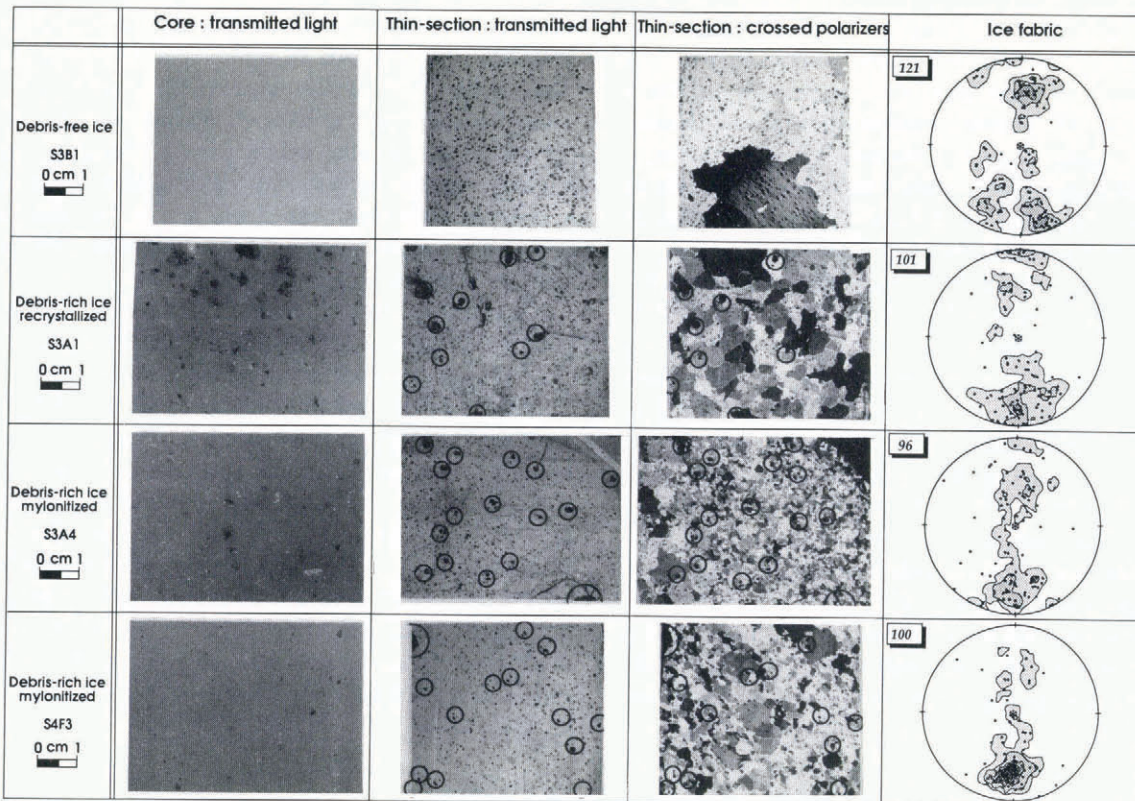 Core : transmitted light
Thin-section : transmitted light
Thin-section : crossed polarizers
Ice fabric
Debris-free ice
S3B1
0 cm 1
121
Debris-rich ice
recrystallized
S3A1
0 cm 1
101
Debris-rich ice
mylonitized
S3A4
0 cm 1
96
Debris-rich ice
mylonitized
S4F3
0 cm 1
100